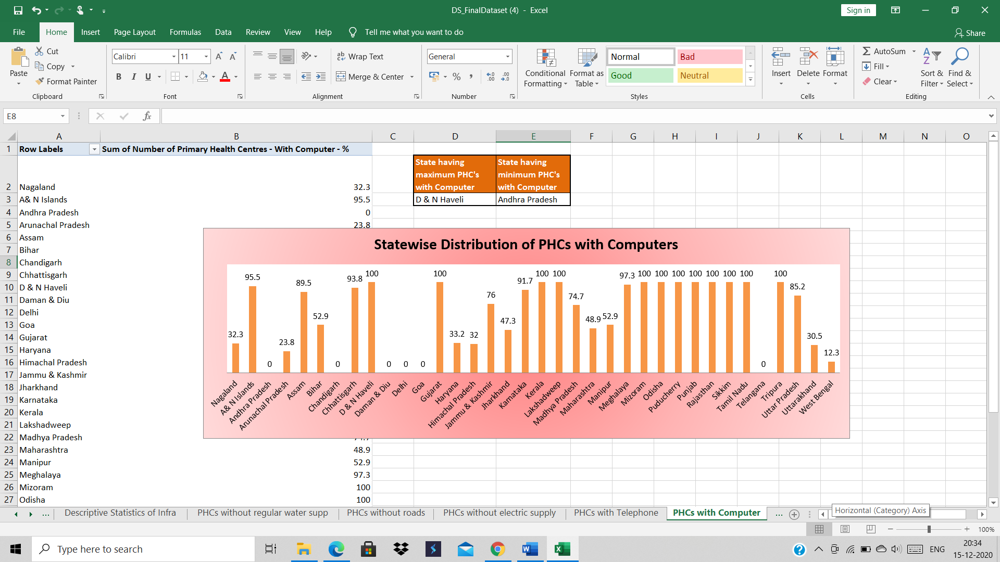 DS_FinalDataset (4) - Excel
Sign in
File Home Insert Page Layout Formulas Data Review View Help Tell me what you want to do Share
Paste
Cut
Copy
Format Painter
Clipboard
Calibri 11
B I U A
Font
Wrap Text
Merge & Center
Alignment
General
Number
Conditional Formatting
Format as Table
Normal Bad
Good Neutral
Styles
Insert Delete Format
Cells
AutoSum
Fill
Clear
Sort & Filter
Find & Select
Editing
E8 fx
A B C D E F G H I J K L M N O
1 Row Labels Sum of Number of Primary Health Centres - With Computer - %
State having maximum PHC's with Computer
State having minimum PHC's with Computer
2 Nagaland 32.3
3 A& N Islands 95.5 D & N Haveli Andhra Pradesh
4 Andhra Pradesh 0
5 Arunachal Pradesh 23.8
6 Assam
7 Bihar
8 Chandigarh
9 Chhattisgarh
10 D & N Haveli
11 Daman & Diu
12 Delhi
13 Goa
14 Gujarat
15 Haryana
16 Himachal Pradesh
17 Jammu & Kashmir
18 Jharkhand
19 Karnataka
20 Kerala
21 Lakshadweep
22 Madhya Pradesh
23 Maharashtra 48.9
24 Manipur 52.9
25 Meghalaya 97.3
26 Mizoram 100
27 Odisha 100
Statewise Distribution of PHCs with Computers
32.3 95.5 0 23.8 89.5 52.9 0 93.8 100 0 0 0 100 33.2 32 76 47.3 91.7 100 100 74.7 48.9 52.9 97.3 100 100 100 100 100 100 100 0 100 85.2 30.5 12.3
Nagaland
A& N Islands
Andhra Pradesh
Arunachal Pradesh
Assam
Bihar
Chandigarh
Chhattisgarh
D & N Haveli
Daman & Diu
Delhi
Goa
Gujarat
Haryana
Himachal Pradesh
Jammu & Kashmir
Jharkhand
Karnataka
Kerala
Lakshadweep
Madhya Pradesh
Maharashtra
Manipur
Meghalaya
Mizoram
Odisha
Puducherry
Punjab
Rajasthan
Sikkim
Tamil Nadu
Telangana
Tripura
Uttar Pradesh
Uttarakhand
West Bengal
... Descriptive Statistics of Infra PHCs without regular water supp PHCs without roads PHCs without electric supply PHCs with Telephone PHCs with Computer ...
Horizontal (Category) Axis
100%
Type here to search
ENG
20:34
15-12-2020